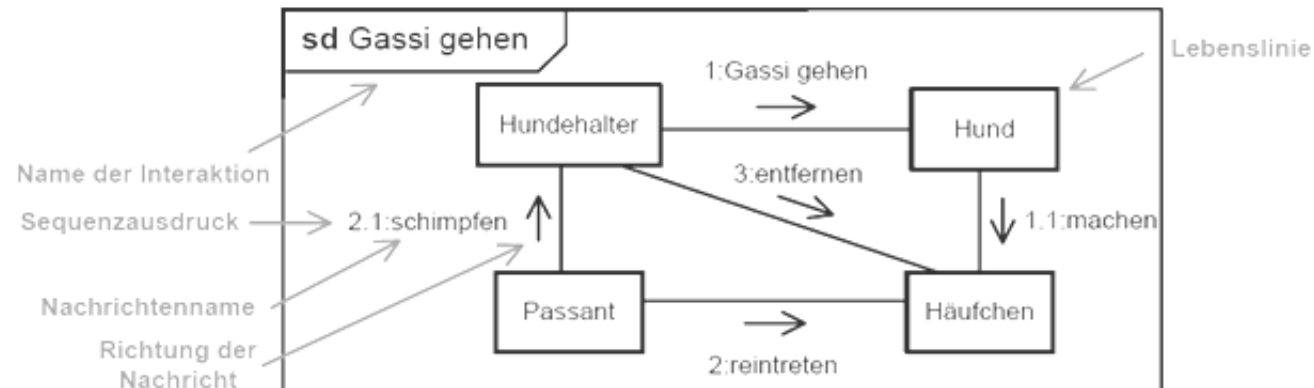 sd Gassi gehen
Lebenslinie
1:Gassi gehen
Hundehalter
Hund
Name der Interaktion
3:entfernen
Sequenzausdruck
2.1:schimpfen
1.1:machen
Nachrichtenname
Passant
Häufchen
Richtung der
Nachricht
2:reintreten